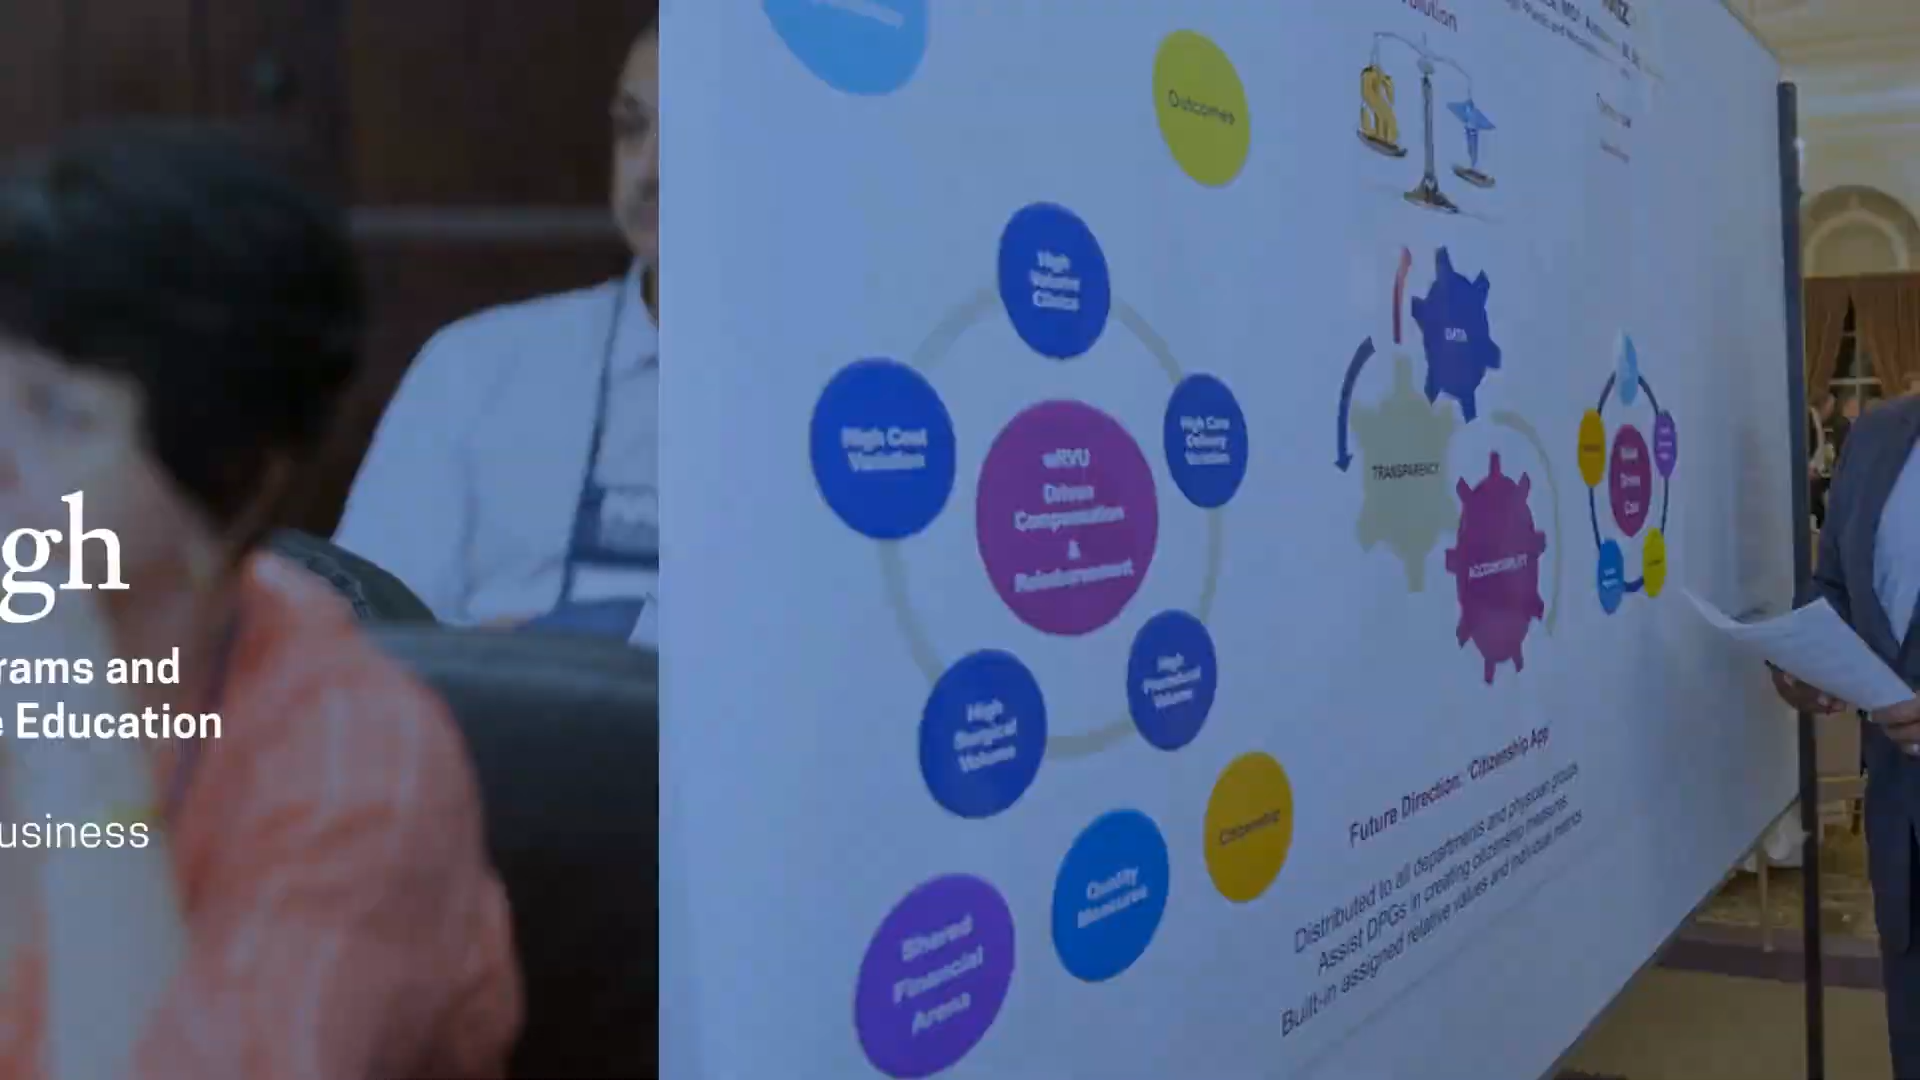 gh
rams and
e Education
usiness
Outcomes
High
Volume
Clinics
High Cost
Variation
High Care
Delivery
Variation
wRVU
Driven
Compensation
&
Reimbursement
High
Procedural
Volume
High
Surgical
Volume
Citizenship
Quality
Measures
Shared
Financial
Arena
DATA
TRANSPARENCY
ACCOUNTABILITY
Future Direction: 'Citizenship App'
Distributed to all departments and physician groups
Assist DPGs in creating citizenship measures
Built-in assigned relative values and individual metrics